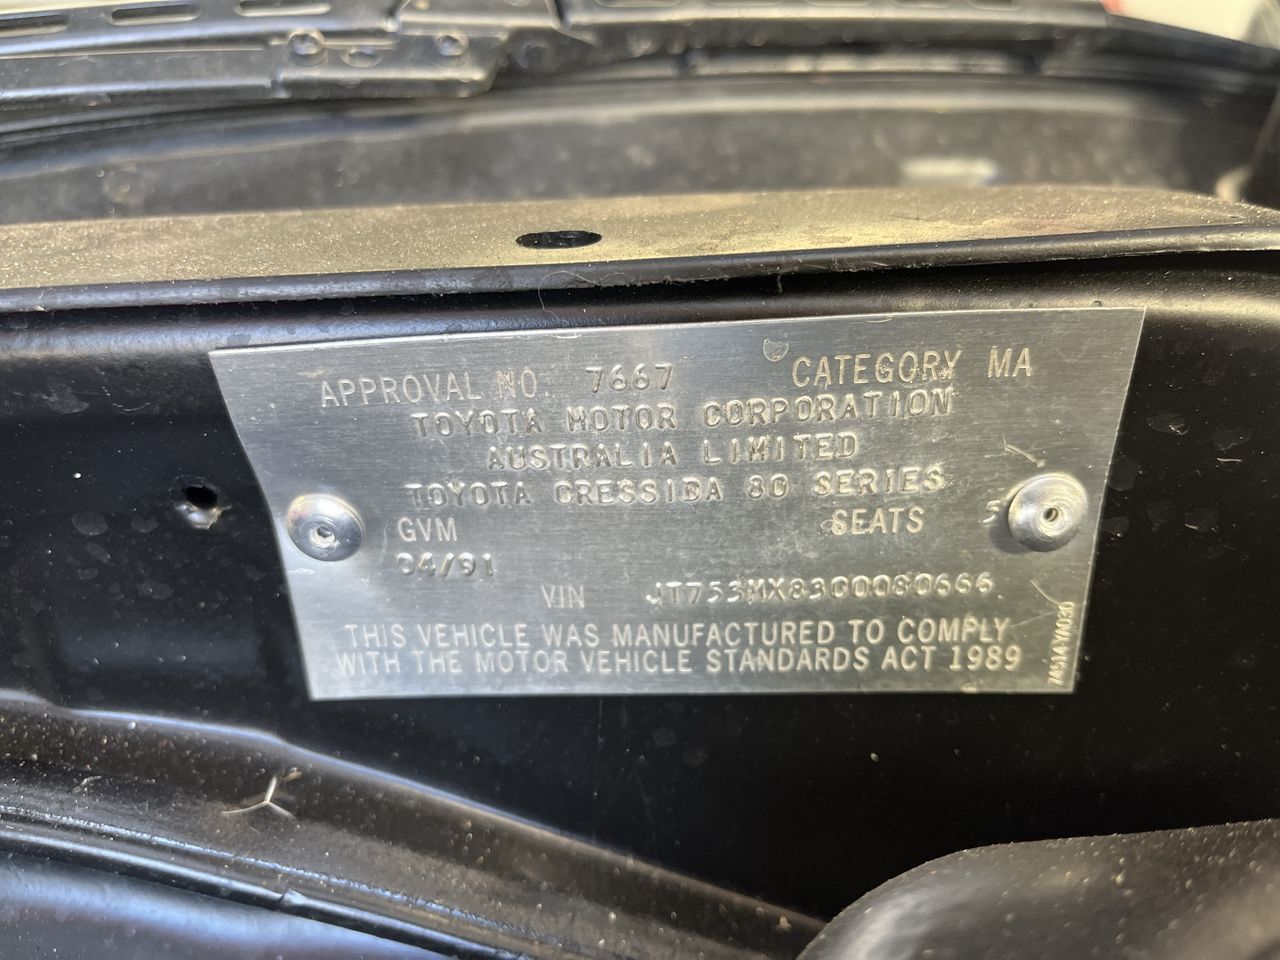 APPROVAL NO. 7667 CATEGORY MA
TOYOTA MOTOR CORPORATION
AUSTRALIA LIMITED
TOYOTA CRESSIDA 80 SERIES
GVM SEATS 5
04/91
VIN JT753MX8300080666
THIS VEHICLE WAS MANUFACTURED TO COMPLY
WITH THE MOTOR VEHICLE STANDARDS ACT 1989